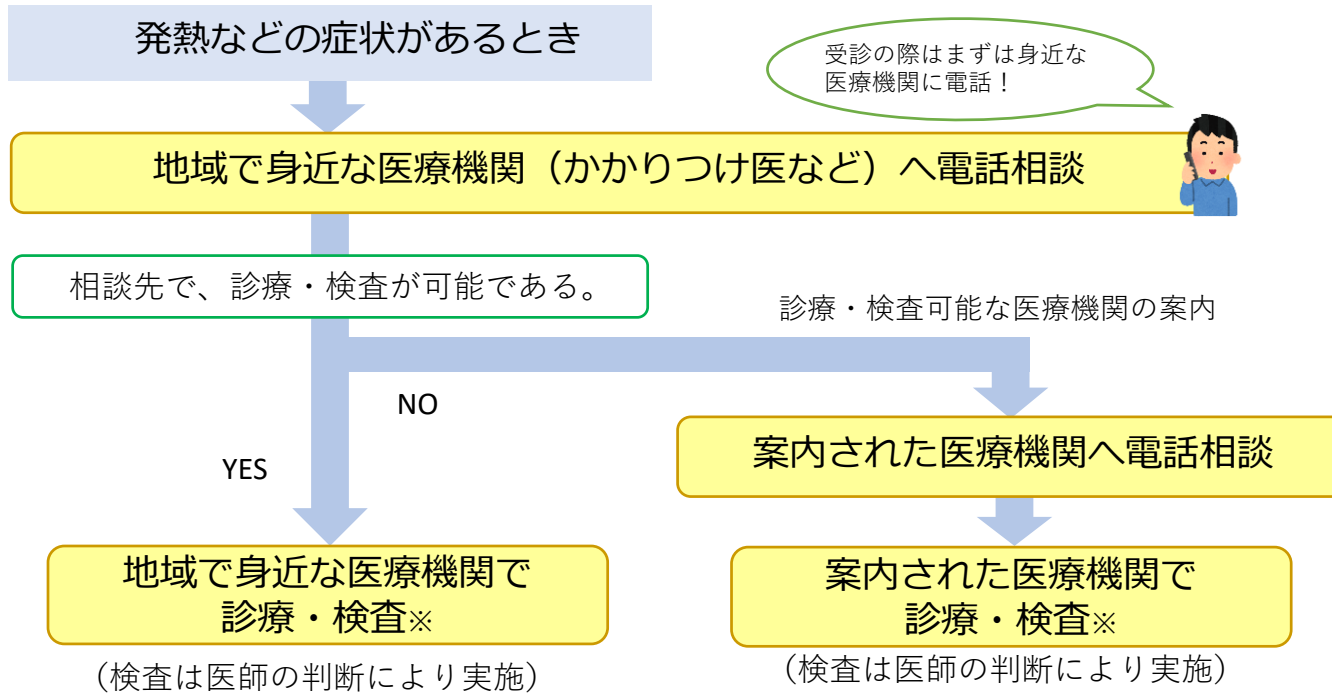 発熱などの症状があるとき
受診の際はまずは身近な
医療機関に電話！
地域で身近な医療機関（かかりつけ医など）へ電話相談
相談先で、診療・検査が可能である。
診療・検査可能な医療機関の案内
NO
YES
案内された医療機関へ電話相談
地域で身近な医療機関で
診療・検査※
（検査は医師の判断により実施）
案内された医療機関で
診療・検査※
（検査は医師の判断により実施）